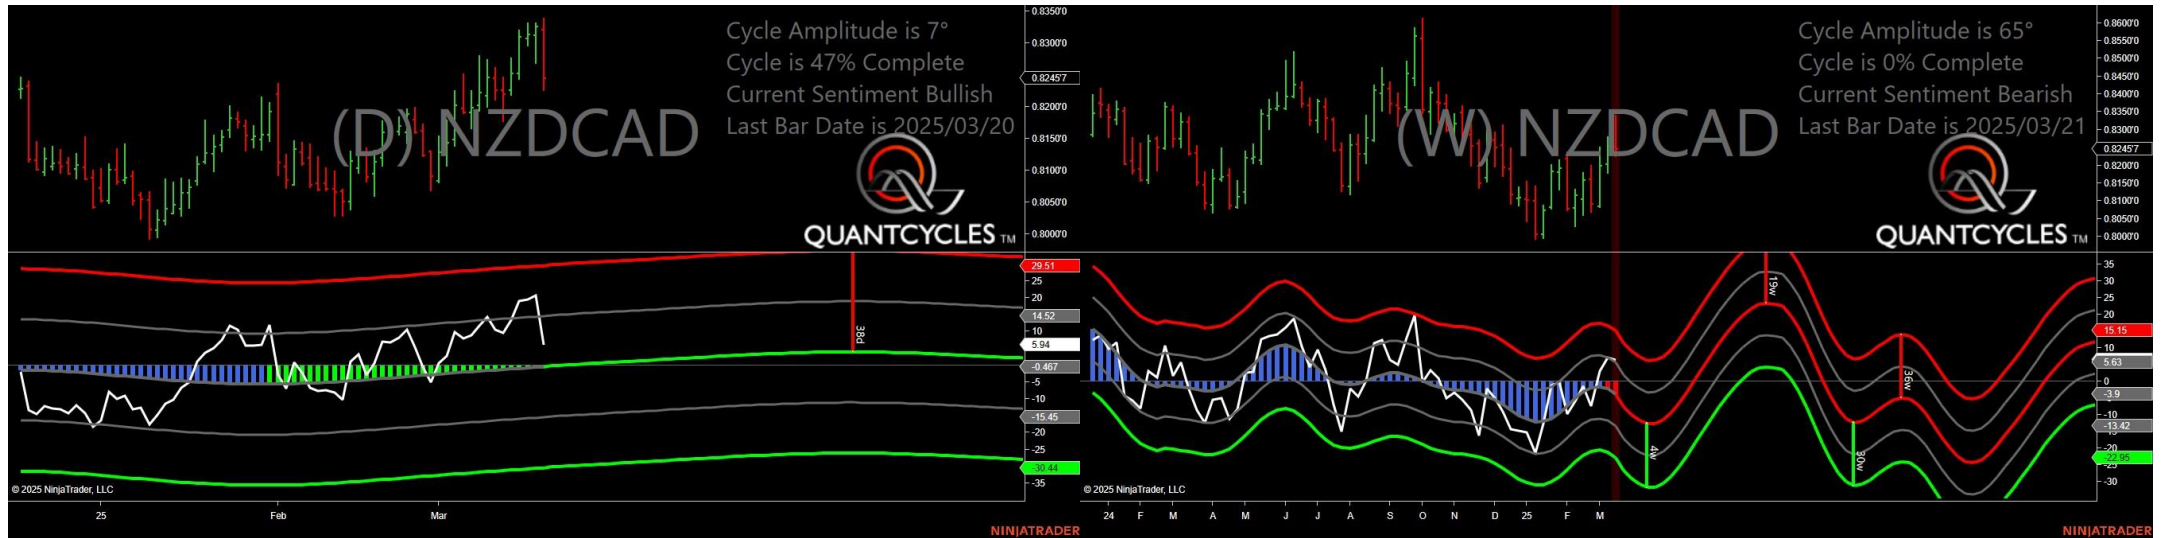 Cycle Amplitude is 7°
Cycle is 47% Complete
Current Sentiment Bullish
Last Bar Date is 2025/03/20
(D) NZDCAD
QUANTCYCLES TM
0.8350'0
0.8300'0
0.8245'7
0.8200'0
0.8150'0
0.8100'0
0.8050'0
0.8000'0
29.51
25
20
14.52
10
5.94
-0.467
-5
-10
-15.45
-20
-25
-30.44
-35
38d
© 2025 NinjaTrader, LLC
25 Feb Mar
NINJATRADER
Cycle Amplitude is 65°
Cycle is 0% Complete
Current Sentiment Bearish
Last Bar Date is 2025/03/21
(W) NZDCAD
QUANTCYCLES TM
0.8600'0
0.8550'0
0.8500'0
0.8450'0
0.8400'0
0.8350'0
0.8300'0
0.8245'7
0.8200'0
0.8150'0
0.8100'0
0.8050'0
0.8000'0
35
30
25
20
15.15
10
5.63
0
-3.9
-10
-13.42
-20
-22.95
-30
4w
19w
30w
36w
© 2025 NinjaTrader, LLC
24 F M A M J J A S O N D 25 F M
NINJATRADER